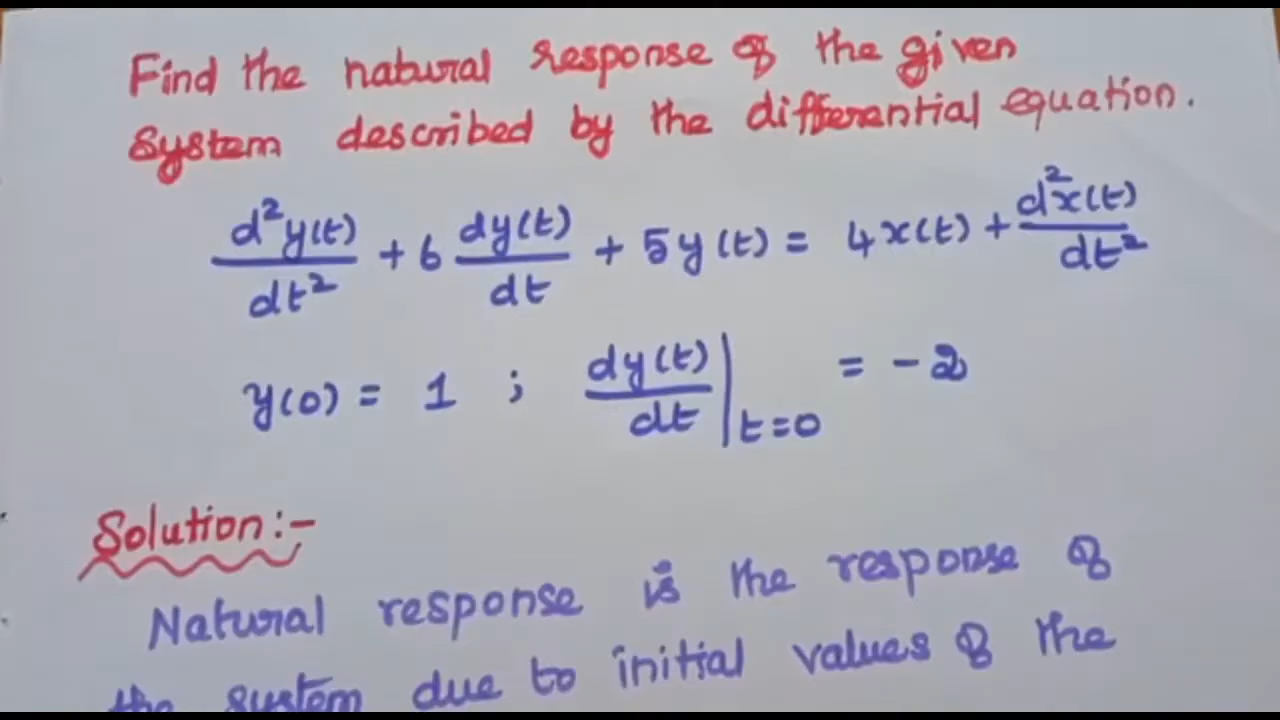 Find the natural response of the given
System described by the differential equation.
d²y(t)/dt² + 6 dy(t)/dt + 5y(t) = 4x(t) + d²x(t)/dt²
y(0) = 1 ; dy(t)/dt |t=0 = -2
Solution:-
Natural response is the response of
the system due to initial values of the